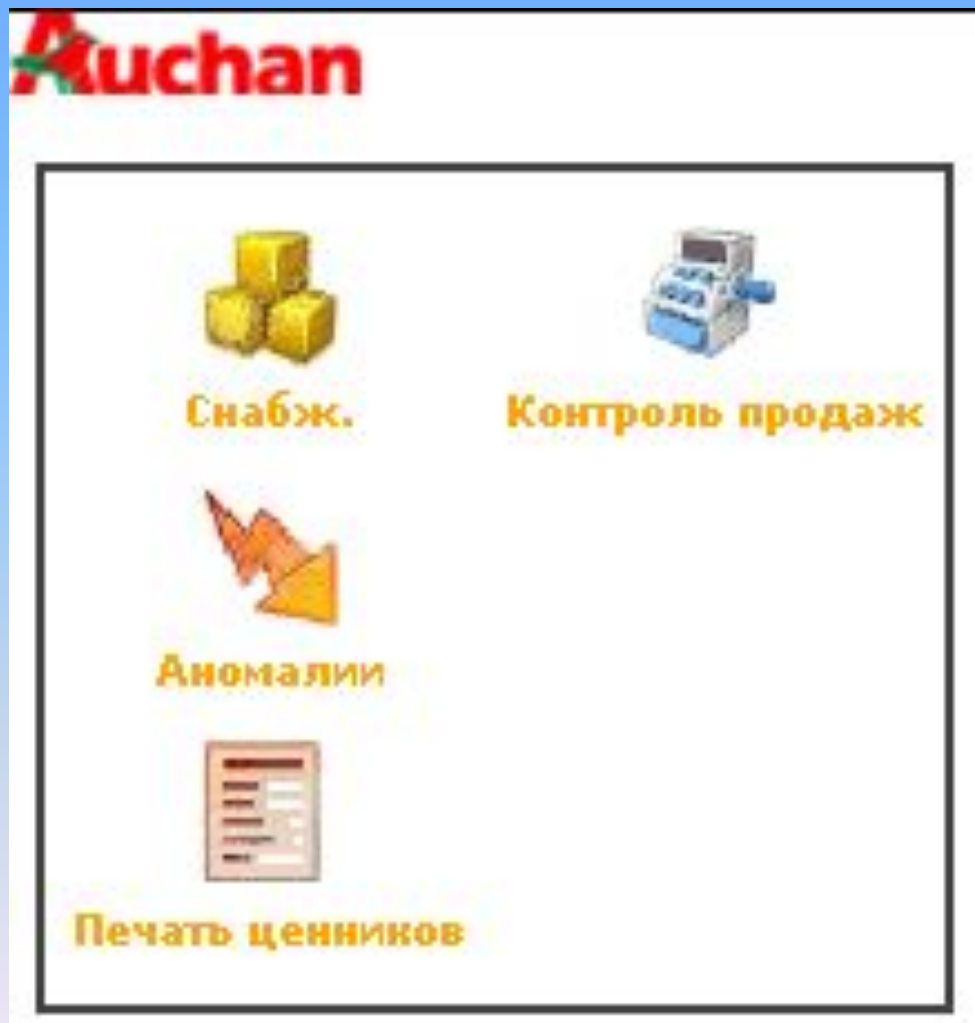 Auchan
Снабж.
Контроль продаж
Аномалии
Печать ценников